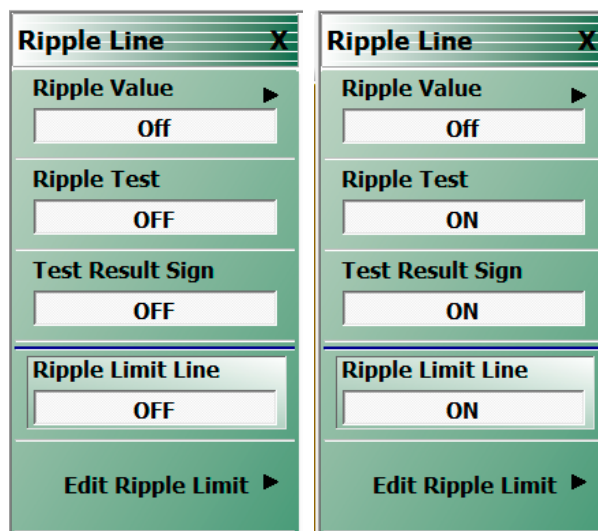 Ripple Line X
Ripple Value
Off
Ripple Test
OFF
Test Result Sign
OFF
Ripple Limit Line
OFF
Edit Ripple Limit
Ripple Line X
Ripple Value
Off
Ripple Test
ON
Test Result Sign
ON
Ripple Limit Line
ON
Edit Ripple Limit